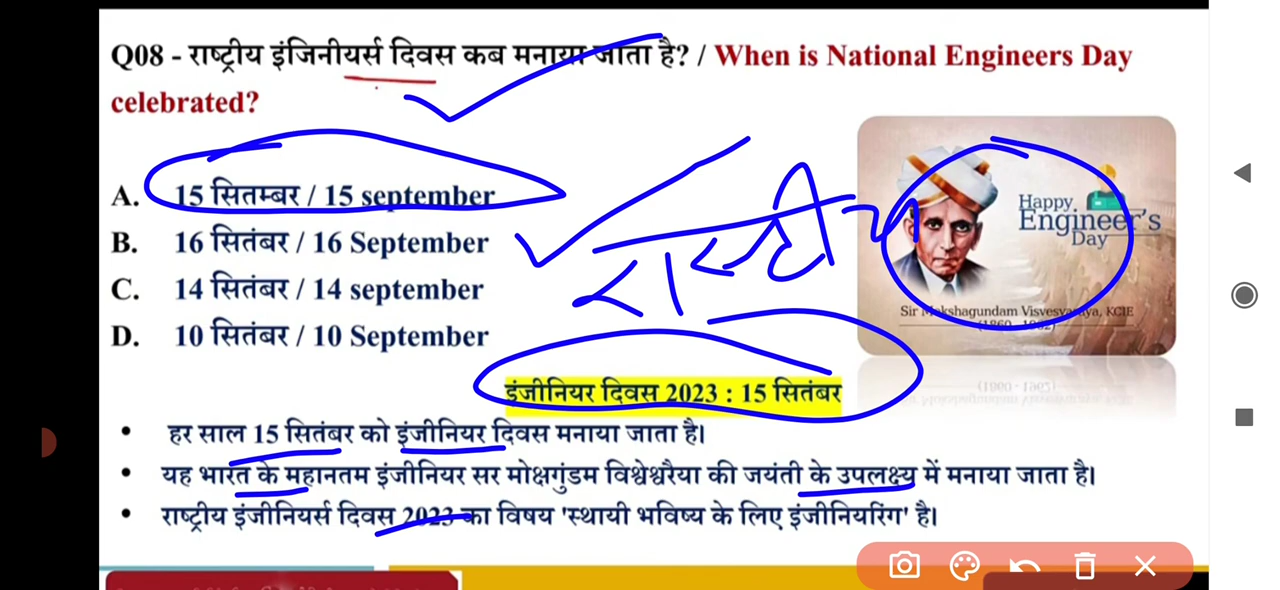 Q08 - राष्ट्रीय इंजिनीयर्स दिवस कब मनाया जाता है? / When is National Engineers Day
celebrated?
A. 15 सितम्बर / 15 september
B. 16 सितंबर / 16 September
C. 14 सितंबर / 14 september
D. 10 सितंबर / 10 September
Happy
Engineer's
Day
Sir Mokshagundam Visvesvaraya, KCIE
इंजीनियर दिवस 2023 : 15 सितंबर
• हर साल 15 सितंबर को इंजीनियर दिवस मनाया जाता है।
• यह भारत के महानतम इंजीनियर सर मोक्षगुंडम विश्वेश्वरैया की जयंती के उपलक्ष्य में मनाया जाता है।
• राष्ट्रीय इंजीनियर्स दिवस 2023 का विषय 'स्थायी भविष्य के लिए इंजीनियरिंग' है।